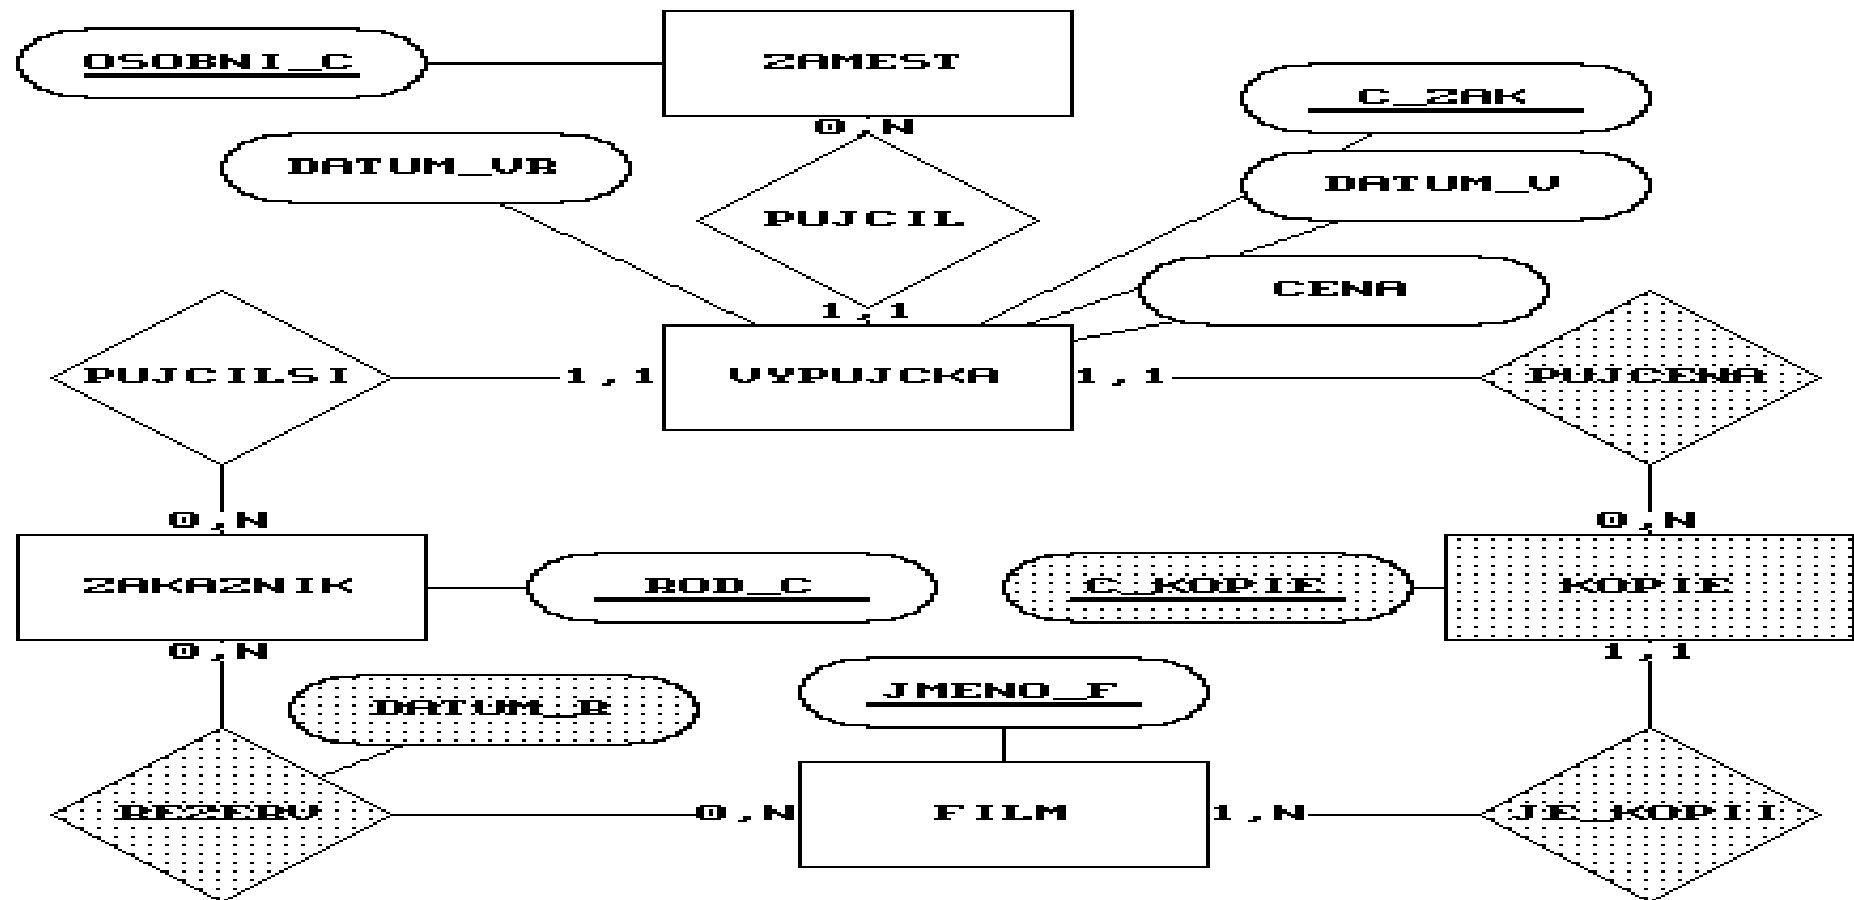 OSOBNI_C
ZAMEST
C_ZAK
0,N
DATUM_VR
DATUM_V
PUJCIL
CENA
1,1
PUJCILSI
1,1
VYPUJCKA
1,1
PUJCENA
0,N
0,N
ZAKAZNIK
ROD_C
C_KOPIE
KOPIE
0,N
1,1
DATUM_R
JMENO_F
REZERV
0,N
FILM
1,N
JE_KOPII